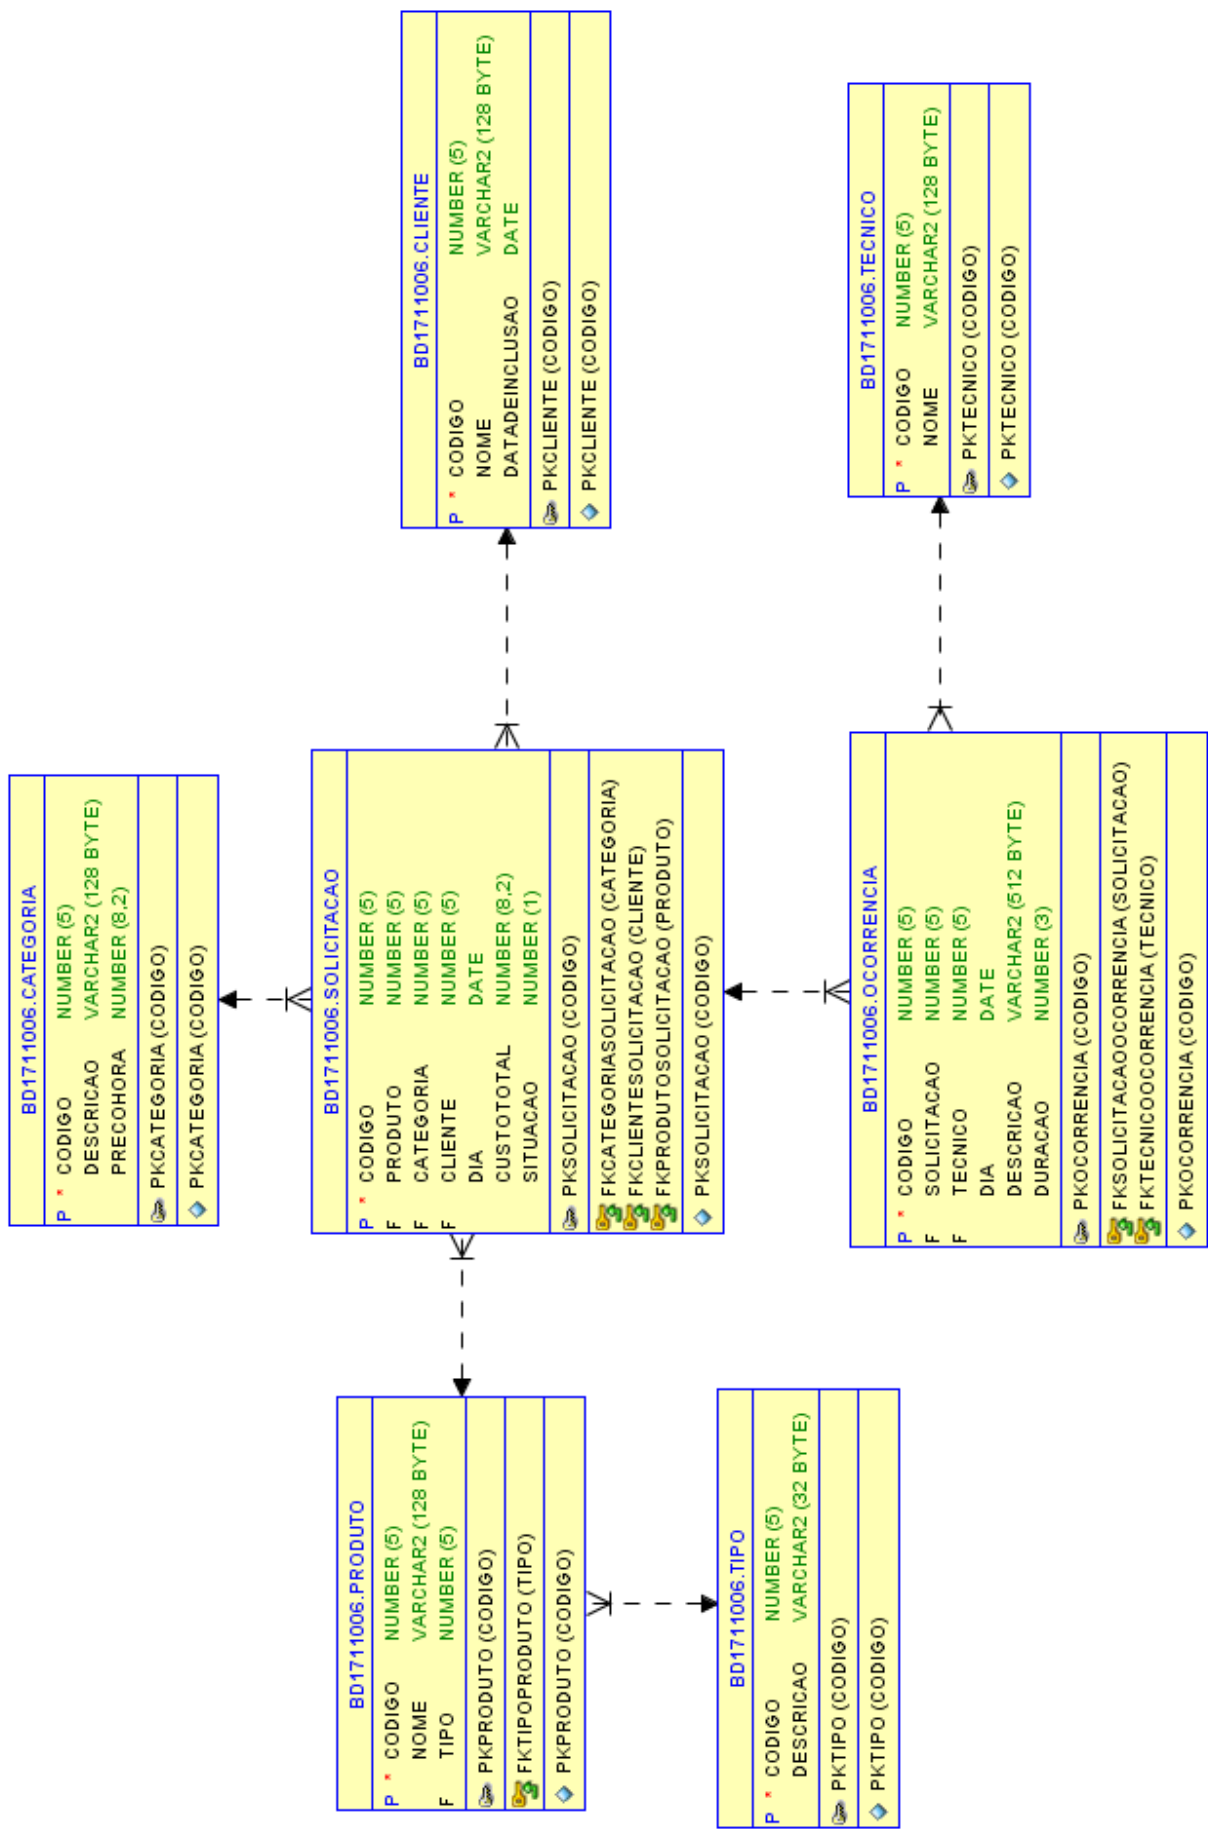 BD1711006.CATEGORIA
P * CODIGO NUMBER (5)
DESCRICAO VARCHAR2 (128 BYTE)
PRECOHORA NUMBER (8,2)
PKCATEGORIA (CODIGO)
PKCATEGORIA (CODIGO)
BD1711006.PRODUTO
P * CODIGO NUMBER (5)
NOME VARCHAR2 (128 BYTE)
F TIPO NUMBER (5)
PKPRODUTO (CODIGO)
FKTIPOPRODUTO (TIPO)
PKPRODUTO (CODIGO)
BD1711006.SOLICITACAO
P * CODIGO NUMBER (5)
F PRODUTO NUMBER (5)
F CATEGORIA NUMBER (5)
F CLIENTE NUMBER (5)
DIA DATE
CUSTOTOTAL NUMBER (8,2)
SITUACAO NUMBER (1)
PKSOLICITACAO (CODIGO)
FKCATEGORIASOLICITACAO (CATEGORIA)
FKCLIENTESOLICITACAO (CLIENTE)
FKPRODUTOSOLICITACAO (PRODUTO)
PKSOLICITACAO (CODIGO)
BD1711006.CLIENTE
P * CODIGO NUMBER (5)
NOME VARCHAR2 (128 BYTE)
DATADEINCLUSAO DATE
PKCLIENTE (CODIGO)
PKCLIENTE (CODIGO)
BD1711006.TIPO
P * CODIGO NUMBER (5)
DESCRICAO VARCHAR2 (32 BYTE)
PKTIPO (CODIGO)
PKTIPO (CODIGO)
BD1711006.OCORRENCIA
P * CODIGO NUMBER (5)
F SOLICITACAO NUMBER (5)
F TECNICO NUMBER (5)
DIA DATE
DESCRICAO VARCHAR2 (512 BYTE)
DURACAO NUMBER (3)
PKOCORRENCIA (CODIGO)
FKSOLICITACAOOCORRENCIA (SOLICITACAO)
FKTECNICOOCORRENCIA (TECNICO)
PKOCORRENCIA (CODIGO)
BD1711006.TECNICO
P * CODIGO NUMBER (5)
NOME VARCHAR2 (128 BYTE)
PKTECNICO (CODIGO)
PKTECNICO (CODIGO)